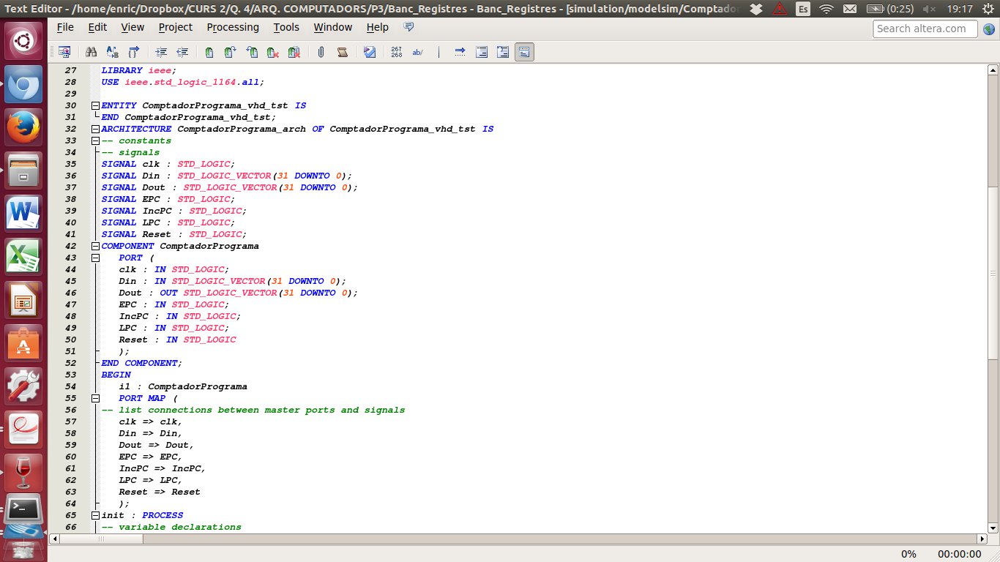 Text Editor - /home/enric/Dropbox/CURS 2/Q. 4/ARQ. COMPUTADORS/P3/Banc_Registres - Banc_Registres - [simulation/modelsim/Comptado
Es
(0:25)
19:17
File Edit View Project Processing Tools Window Help
Search altera.com
267
268
ab/
27 LIBRARY ieee;
28 USE ieee.std_logic_1164.all;
29
30 ENTITY ComptadorPrograma_vhd_tst IS
31 END ComptadorPrograma_vhd_tst;
32 ARCHITECTURE ComptadorPrograma_arch OF ComptadorPrograma_vhd_tst IS
33 -- constants
34 -- signals
35 SIGNAL clk : STD_LOGIC;
36 SIGNAL Din : STD_LOGIC_VECTOR(31 DOWNTO 0);
37 SIGNAL Dout : STD_LOGIC_VECTOR(31 DOWNTO 0);
38 SIGNAL EPC : STD_LOGIC;
39 SIGNAL IncPC : STD_LOGIC;
40 SIGNAL LPC : STD_LOGIC;
41 SIGNAL Reset : STD_LOGIC;
42 COMPONENT ComptadorPrograma
43 PORT (
44 clk : IN STD_LOGIC;
45 Din : IN STD_LOGIC_VECTOR(31 DOWNTO 0);
46 Dout : OUT STD_LOGIC_VECTOR(31 DOWNTO 0);
47 EPC : IN STD_LOGIC;
48 IncPC : IN STD_LOGIC;
49 LPC : IN STD_LOGIC;
50 Reset : IN STD_LOGIC
51 );
52 END COMPONENT;
53 BEGIN
54 i1 : ComptadorPrograma
55 PORT MAP (
56 -- list connections between master ports and signals
57 clk => clk,
58 Din => Din,
59 Dout => Dout,
60 EPC => EPC,
61 IncPC => IncPC,
62 LPC => LPC,
63 Reset => Reset
64 );
65 init : PROCESS
66 -- variable declarations
0% 00:00:00